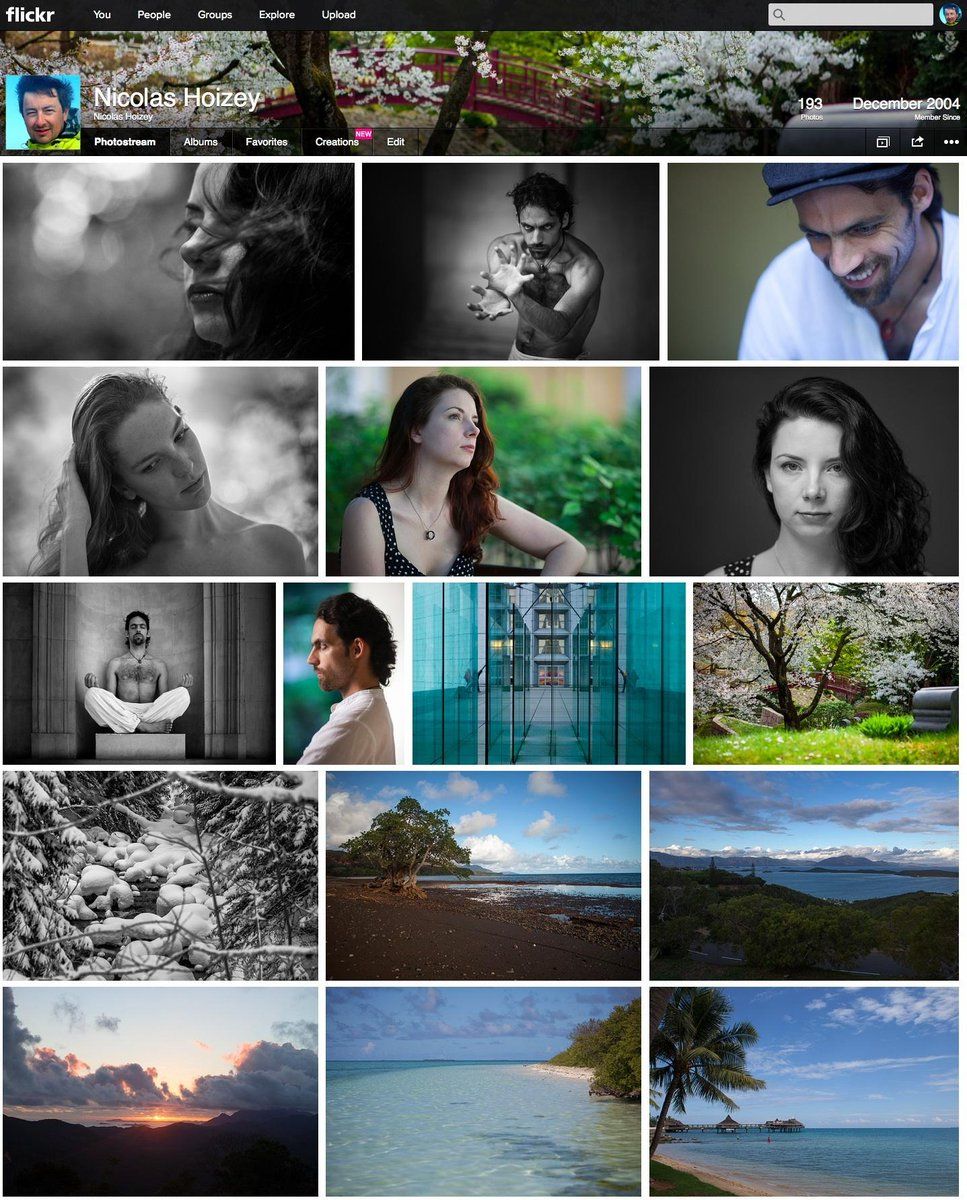 flickr
You People Groups Explore Upload
Nicolas Hoizey
Nicolas Hoizey
193 December 2004
Photos Member Since
NEW
Photostream Albums Favorites Creations Edit